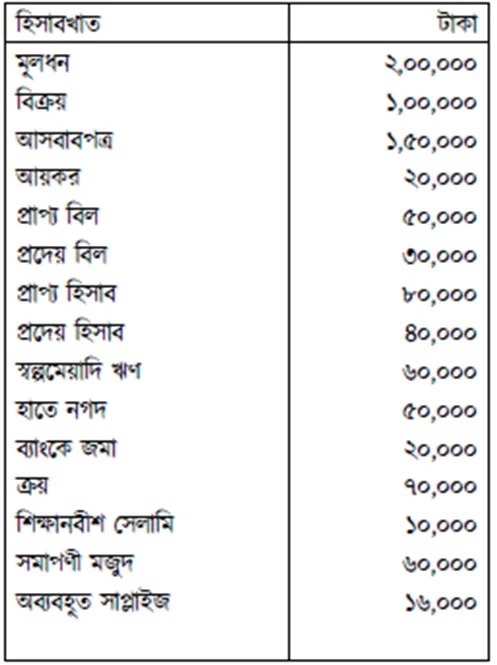 হিসাবখাত টাকা
মূলধন ২,০০,০০০
বিক্রয় ১,০০,০০০
আসবাবপত্র ১,৫০,০০০
আয়কর ২০,০০০
প্রাপ্য বিল ৫০,০০০
প্রদেয় বিল ৩০,০০০
প্রাপ্য হিসাব ৮০,০০০
প্রদেয় হিসাব ৪০,০০০
স্বল্পমেয়াদি ঋণ ৬০,০০০
হাতে নগদ ৫০,০০০
ব্যাংকে জমা ২০,০০০
ক্রয় ৭০,০০০
শিক্ষানবীশ সেলামি ১০,০০০
সমাপণী মজুদ ৬০,০০০
অব্যবহূত সাপ্লাইজ ১৬,০০০